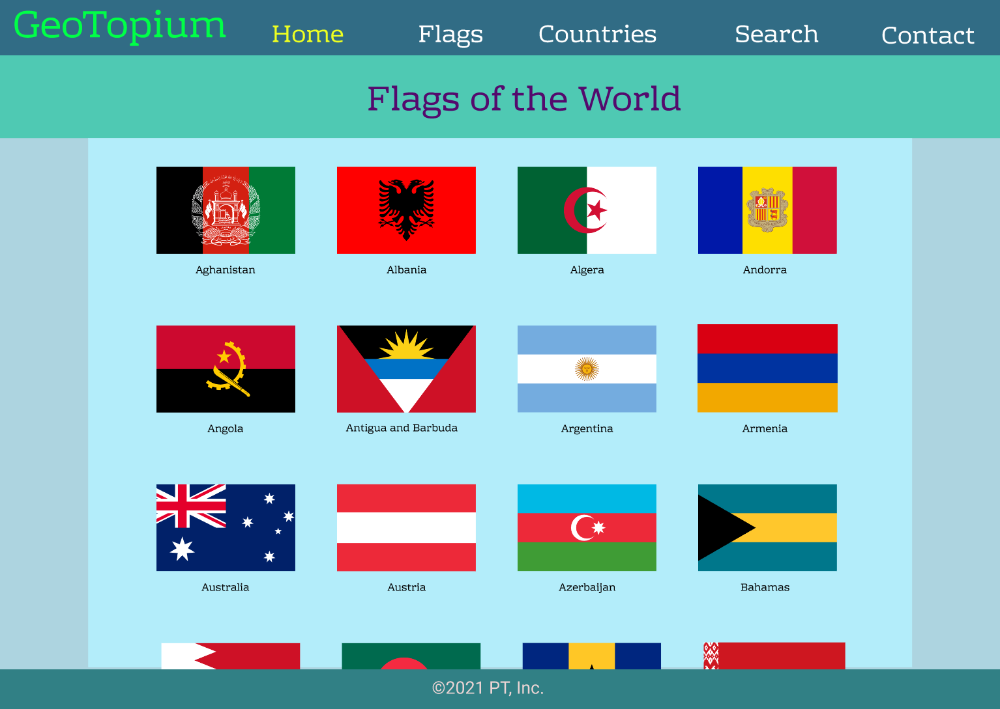 GeoTopium
Home Flags Countries Search Contact
Flags of the World
Aghanistan Albania Algera Andorra
Angola Antigua and Barbuda Argentina Armenia
Australia Austria Azerbaijan Bahamas
©2021 PT, Inc.